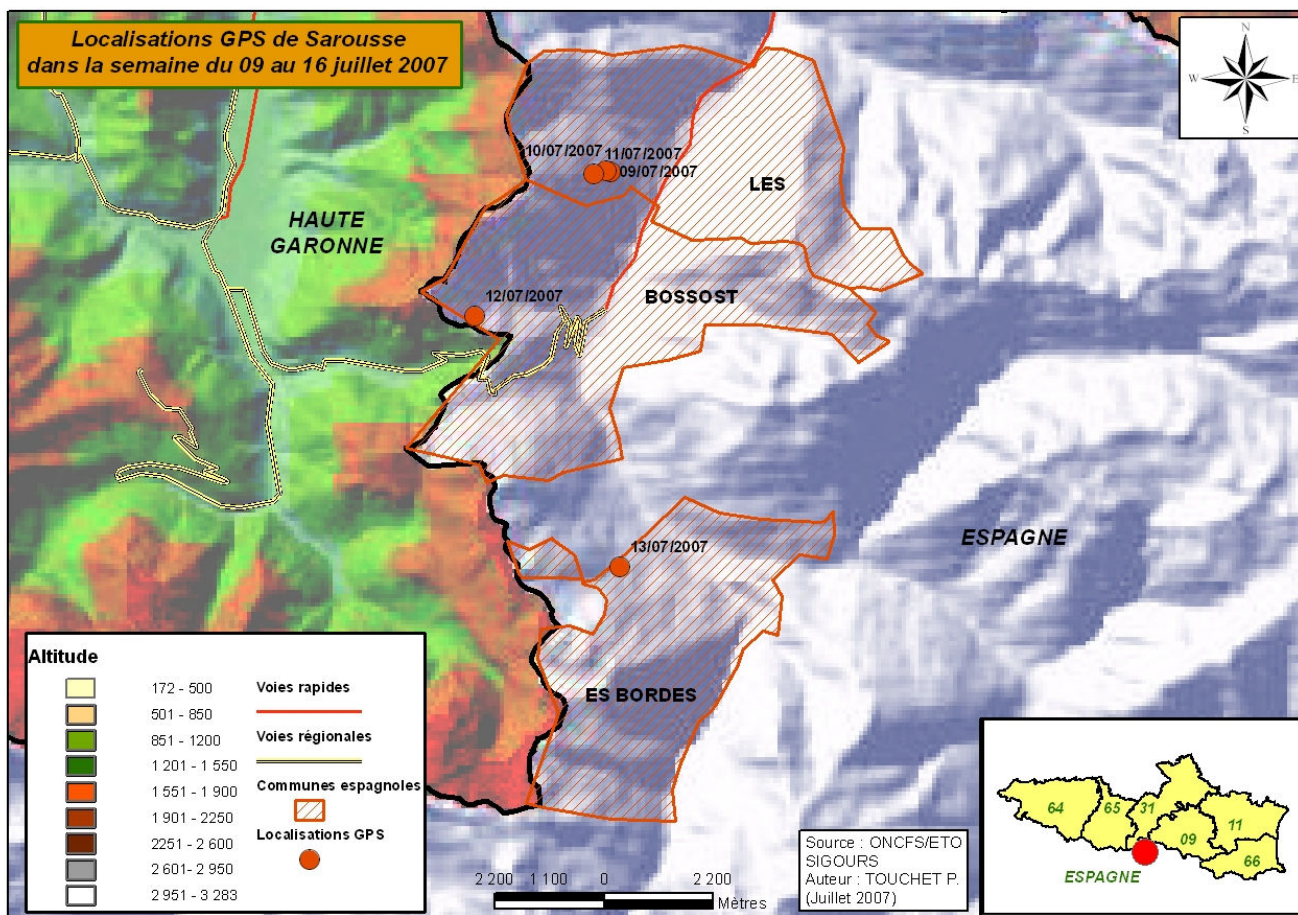 Localisations GPS de Sarousse
dans la semaine du 09 au 16 juillet 2007
N
W
E
S
10/07/2007
11/07/2007
09/07/2007
LES
HAUTE
GARONNE
12/07/2007
BOSSOST
13/07/2007
ESPAGNE
ES BORDES
Altitude
172 - 500
501 - 850
851 - 1200
1 201 - 1 550
1 551 - 1 900
1 901 - 2250
2251 - 2 600
2 601 - 2 950
2 951 - 3 283
Voies rapides
Voies régionales
Communes espagnoles
Localisations GPS
2 200 1 100 0 2 200
Mètres
Source : ONCFS/ETO
SIGOURS
Auteur : TOUCHET P.
(Juillet 2007)
64
65
31
09
11
66
ESPAGNE